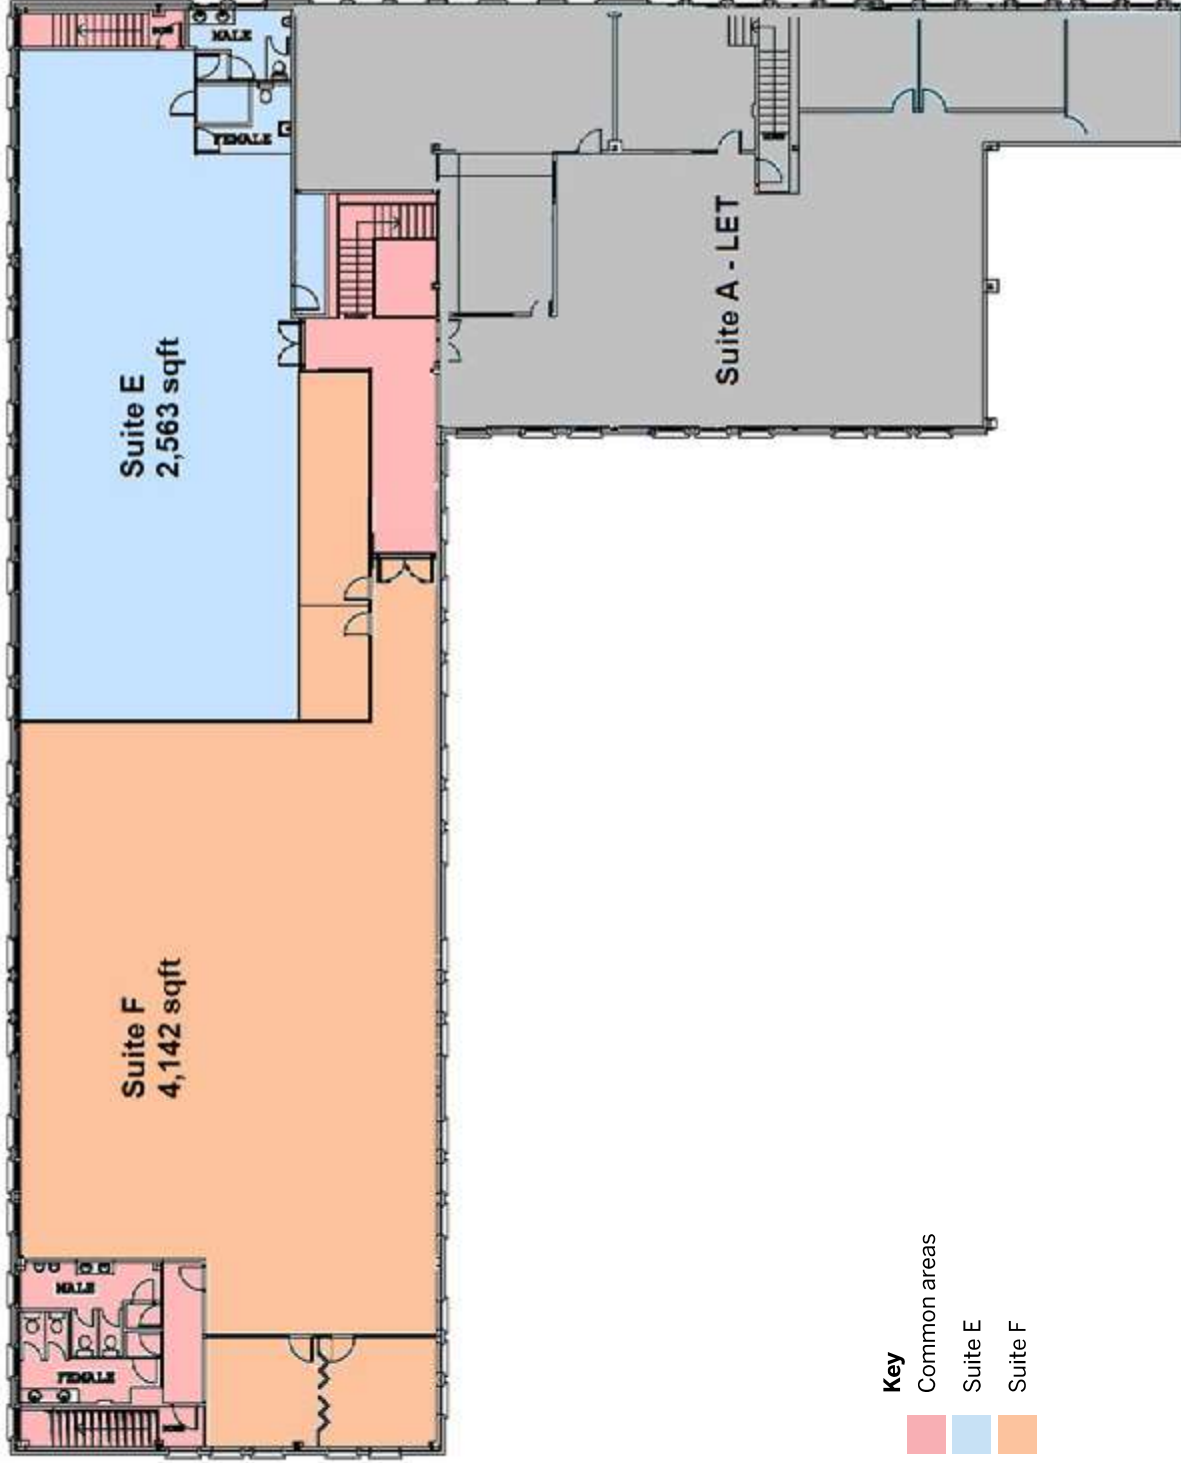 MALE
FEMALE
Suite A - LET
Suite E
2,563 sqft
Suite F
4,142 sqft
MALE
FEMALE
Key
Common areas
Suite E
Suite F